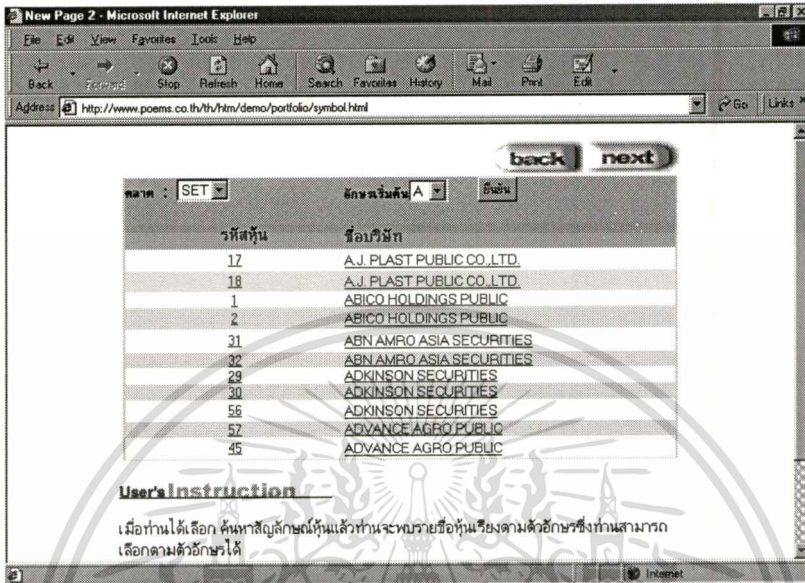 New Page 2 - Microsoft Internet Explorer
File Edit View Favorites Tools Help
Back Forward Stop Refresh Home Search Favorites History Mail Print Edit
Address http://www.poems.co.th/th/htm/demo/portfolio/symbol.html Go Links
back next
ตลาด : SET อักษรเริ่มต้น A ยืนยัน
รหัสหุ้น ชื่อบริษัท
17 A.J. PLAST PUBLIC CO.,LTD.
18 A.J. PLAST PUBLIC CO.,LTD.
1 ABICO HOLDINGS PUBLIC
2 ABICO HOLDINGS PUBLIC
31 ABN AMRO ASIA SECURITIES
32 ABN AMRO ASIA SECURITIES
29 ADKINSON SECURITIES
30 ADKINSON SECURITIES
56 ADKINSON SECURITIES
57 ADVANCE AGRO PUBLIC
45 ADVANCE AGRO PUBLIC
User's Instruction
เมื่อท่านได้เลือก ค้นหาสัญลักษณ์หุ้นแล้วท่านจะพบรายชื่อหุ้นเรียงตามตัวอักษรซึ่งท่านสามารถ
เลือกตามตัวอักษรได้
Internet